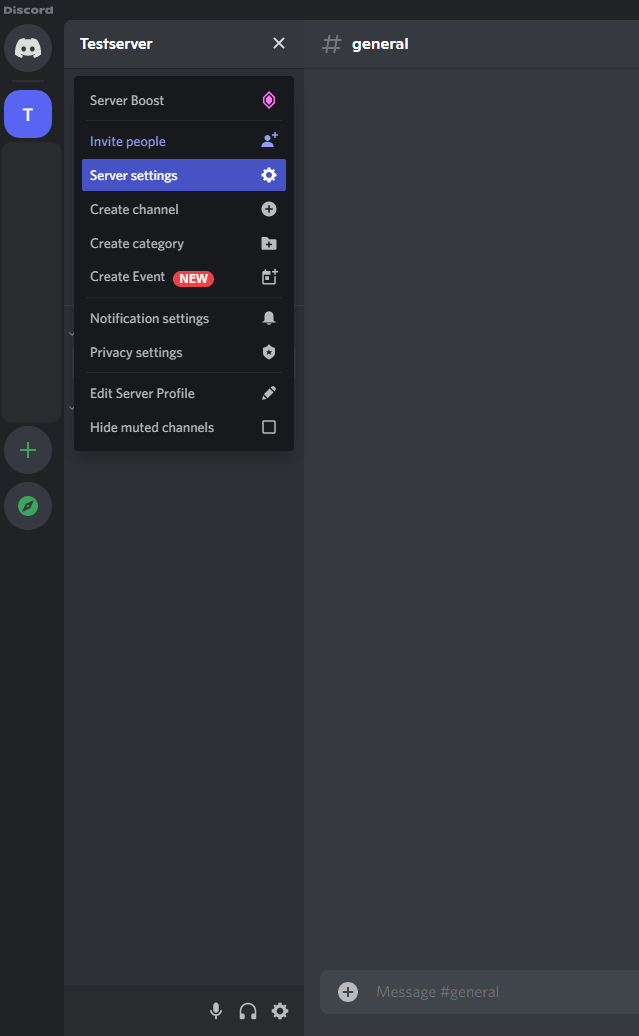 Discord
Testserver
general
Server Boost
Invite people
Server settings
Create channel
Create category
Create Event NEW
Notification settings
Privacy settings
Edit Server Profile
Hide muted channels
T
Message #general